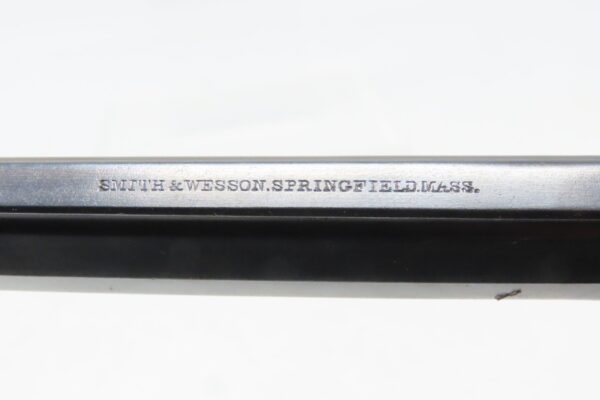 SMITH & WESSON. SPRINGFIELD. MASS.